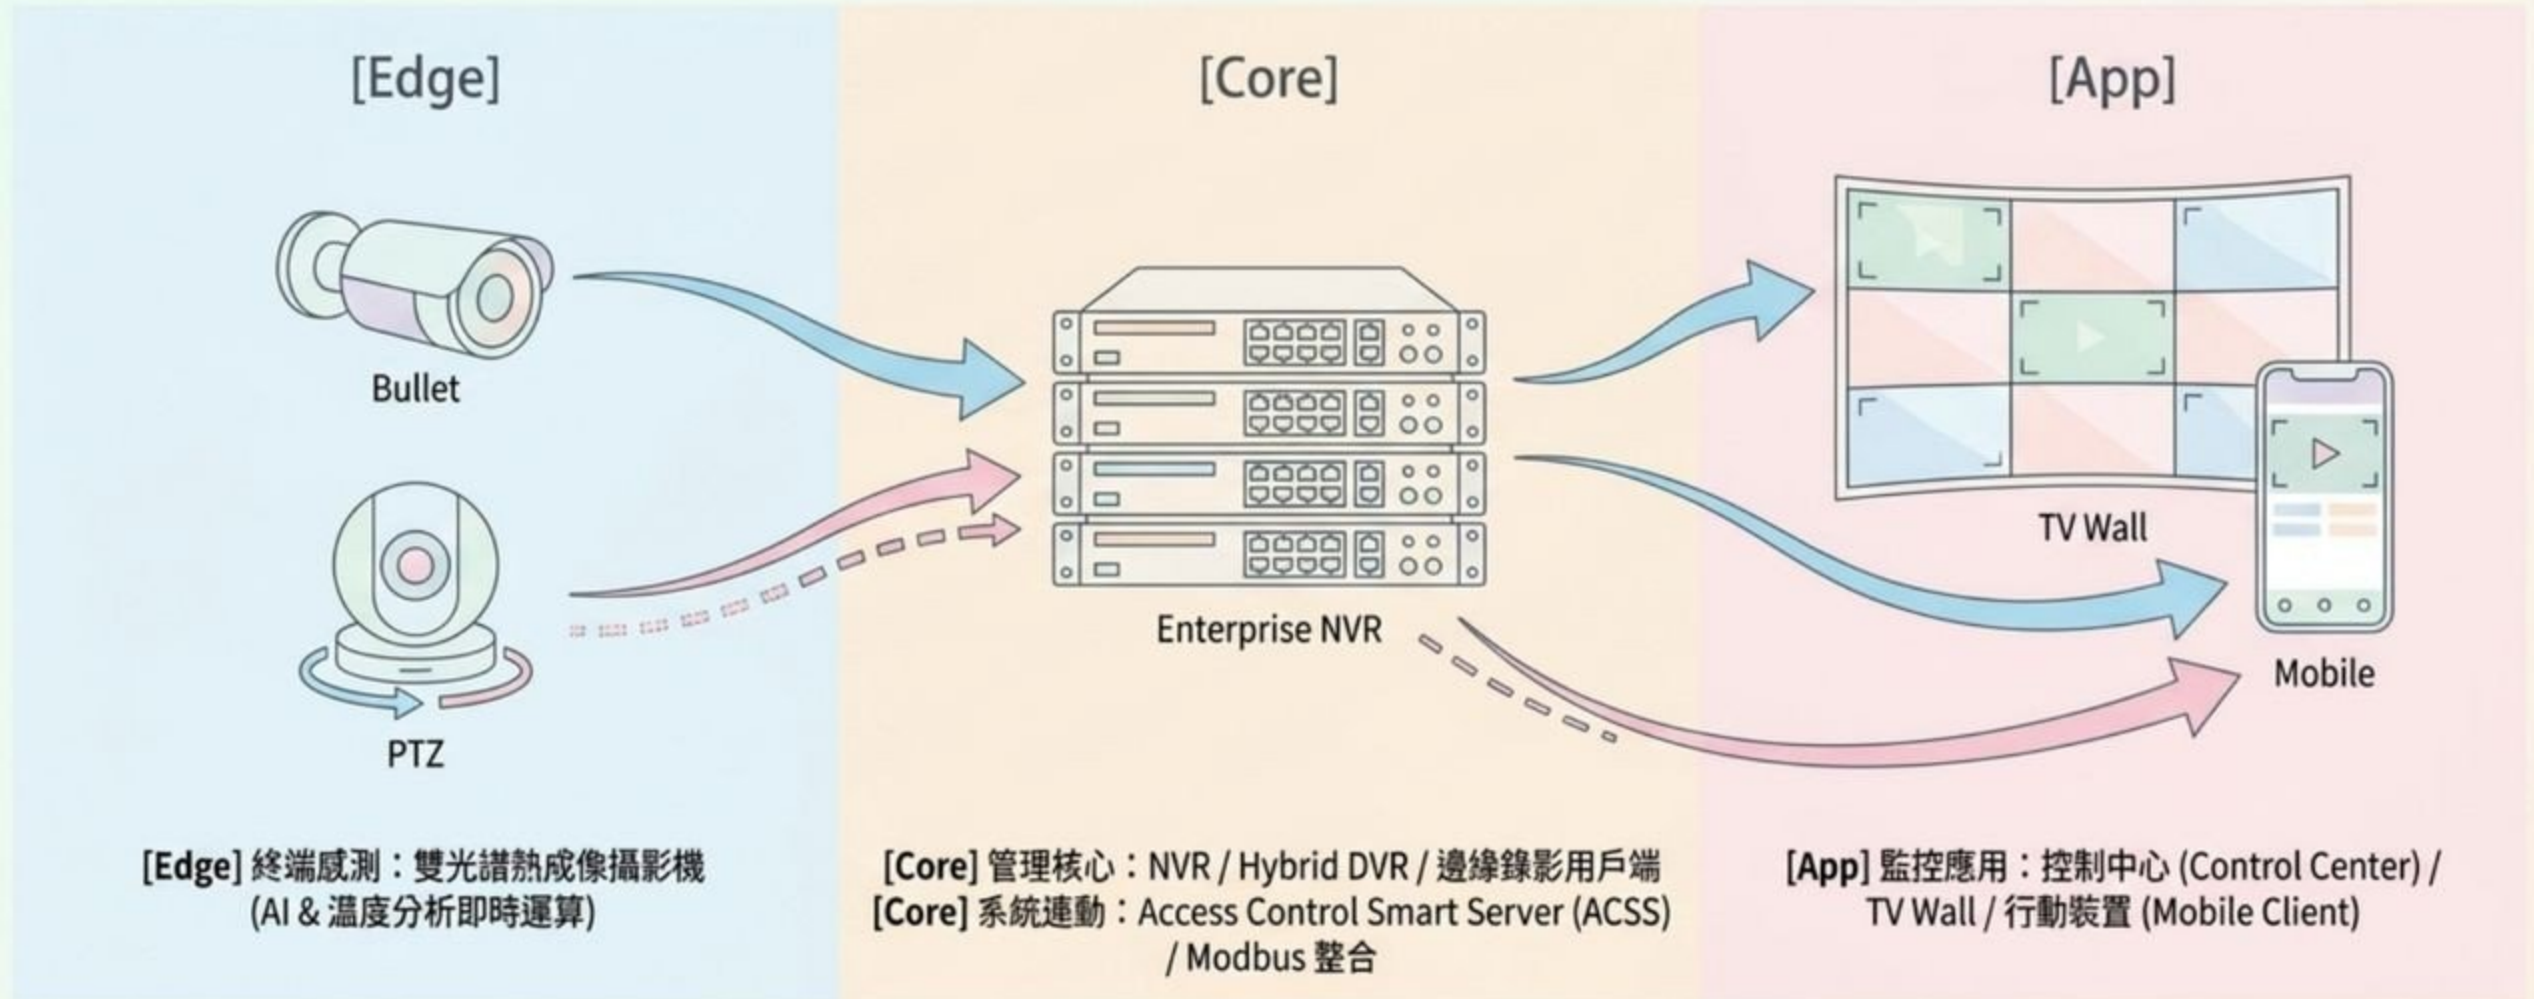 [Edge]
[Core]
[App]
Bullet
PTZ
Enterprise NVR
TV Wall
Mobile
[Edge] 終端感測：雙光譜熱成像攝影機
(AI & 溫度分析即時運算)
[Core] 管理核心：NVR / Hybrid DVR / 邊緣錄影用戶端
[Core] 系統連動：Access Control Smart Server (ACSS)
/ Modbus 整合
[App] 監控應用：控制中心 (Control Center) /
TV Wall / 行動裝置 (Mobile Client)